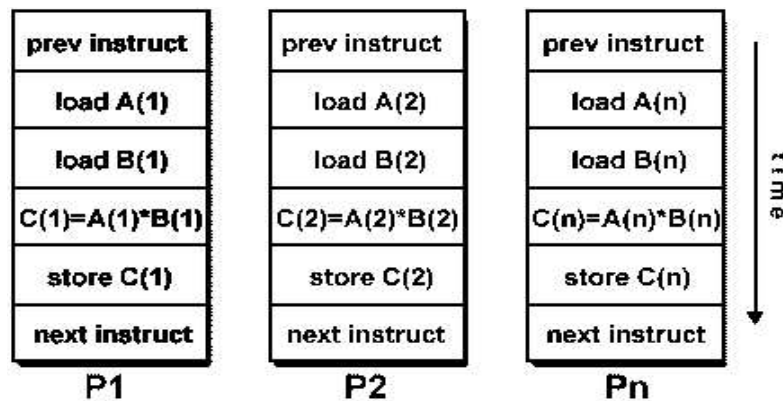 prev instruct
load A(1)
load B(1)
C(1)=A(1)*B(1)
store C(1)
next instruct
P1
prev instruct
load A(2)
load B(2)
C(2)=A(2)*B(2)
store C(2)
next instruct
P2
prev instruct
load A(n)
load B(n)
C(n)=A(n)*B(n)
store C(n)
next instruct
Pn
time